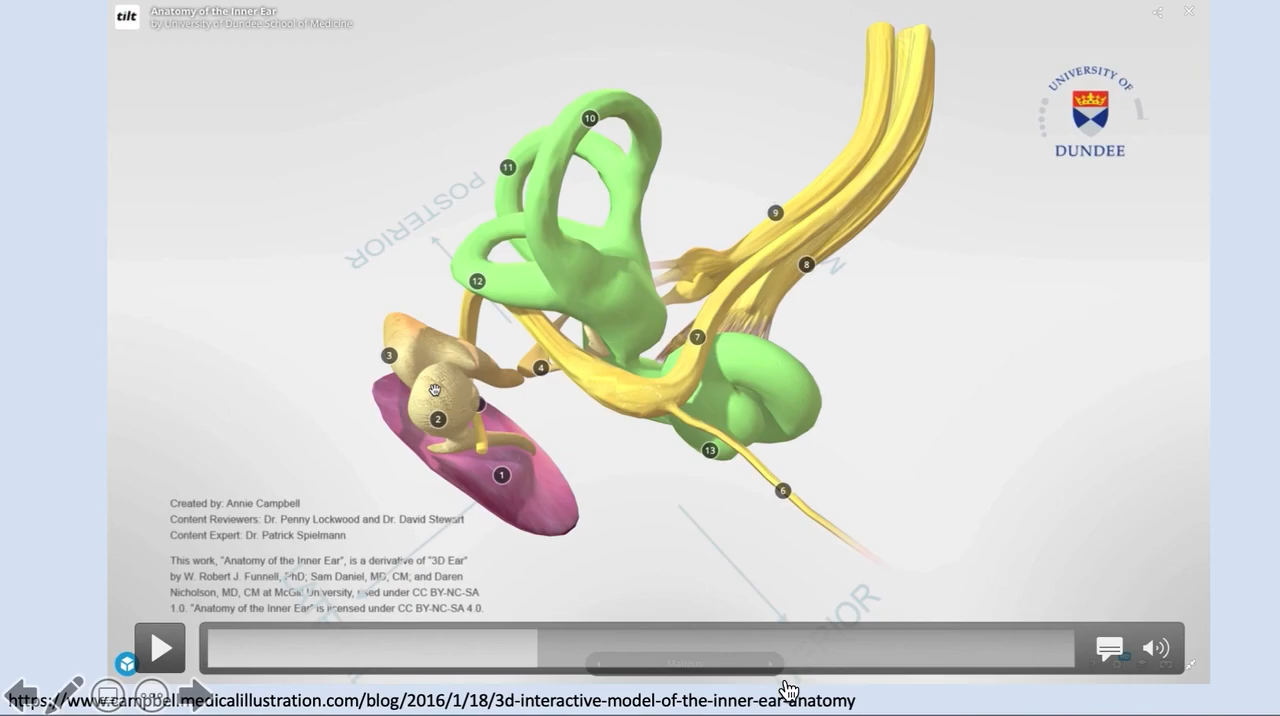 tilt
Anatomy of the Inner Ear
by University of Dundee School of Medicine
UNIVERSITY OF
DUNDEE
10
11
POSTERIOR
9
8
12
7
3
4
2
13
1
6
Created by: Annie Campbell
Content Reviewers: Dr. Penny Lockwood and Dr. David Stewart
Content Expert: Dr. Patrick Spielmann
This work, "Anatomy of the Inner Ear", is a derivative of "3D Ear"
by W. Robert J. Funnell, PhD; Sam Daniel, MD, CM; and Daren
Nicholson, MD, CM at McGill University, used under CC BY-NC-SA
1.0. "Anatomy of the Inner Ear" is licensed under CC BY-NC-SA 4.0.
https://www.campbel.medicalillustration.com/blog/2016/1/18/3d-interactive-model-of-the-inner-ear-anatomy